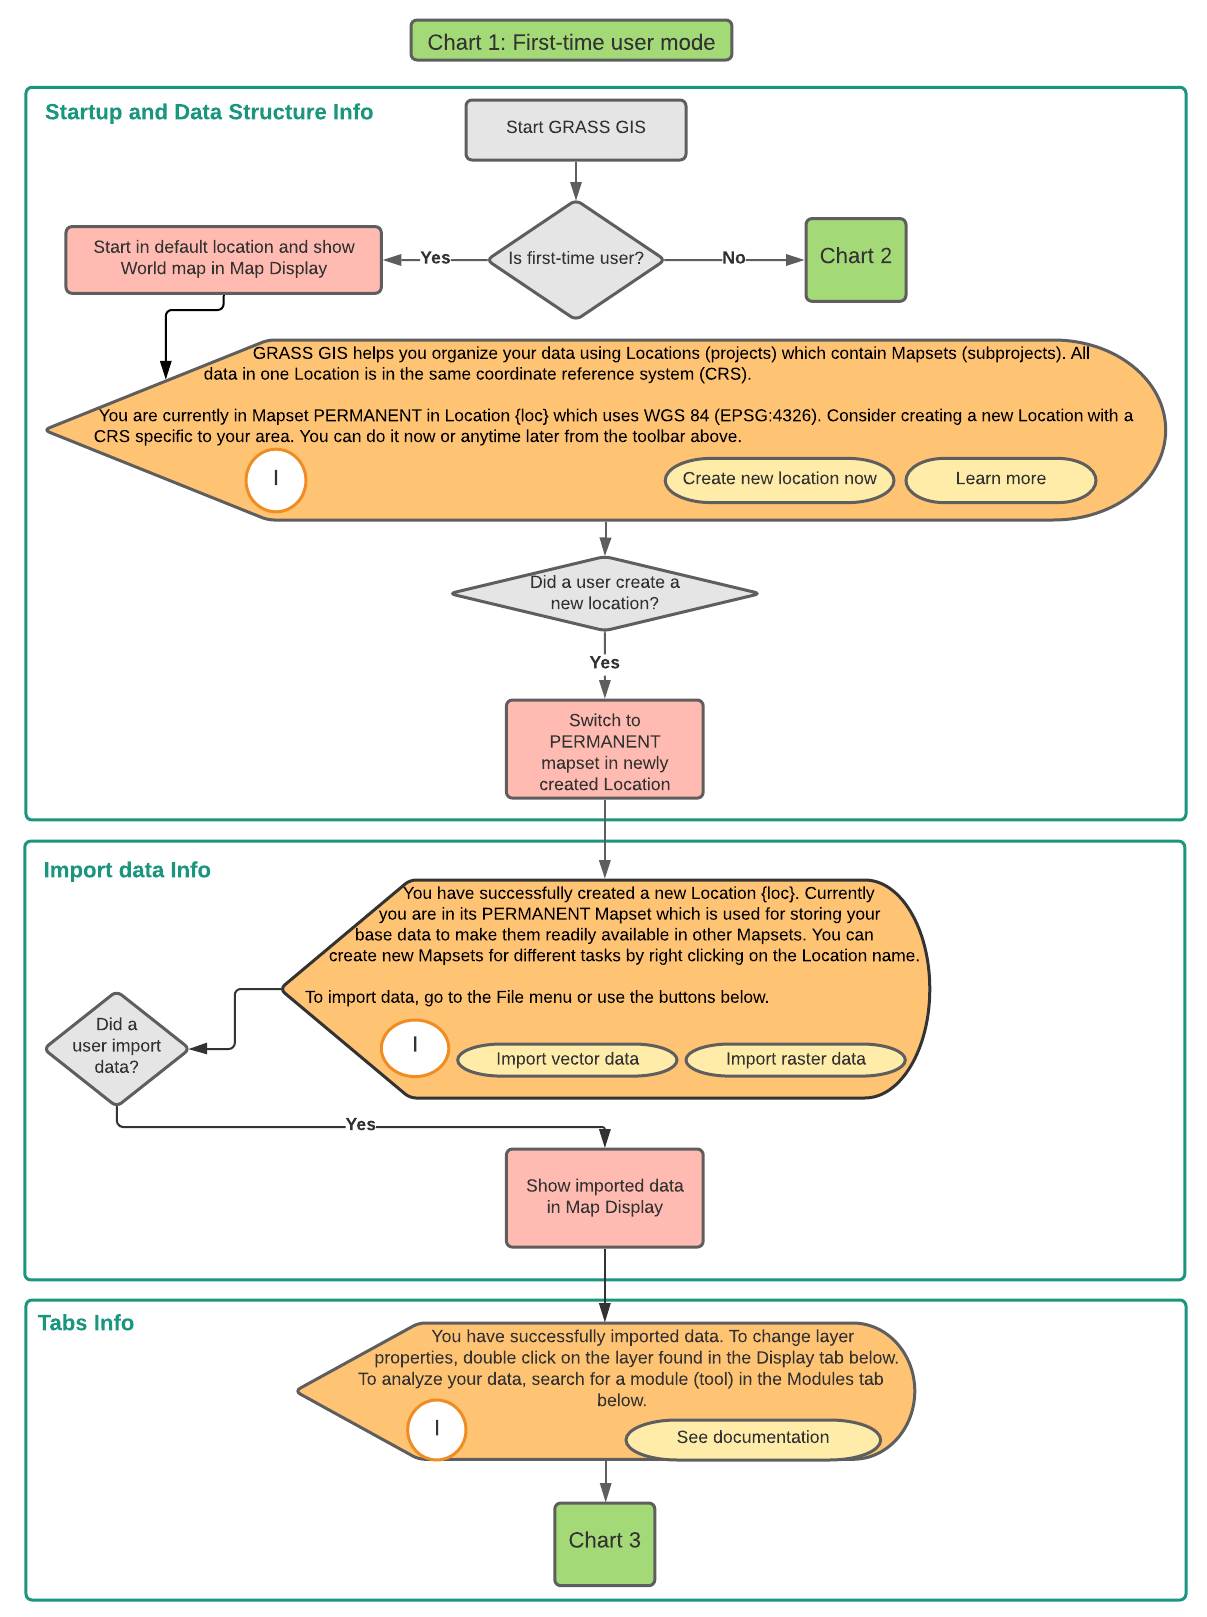 Chart 1: First-time user mode
Startup and Data Structure Info
Start GRASS GIS
Is first-time user?
Yes
No
Start in default location and show
World map in Map Display
Chart 2
GRASS GIS helps you organize your data using Locations (projects) which contain Mapsets (subprojects). All
data in one Location is in the same coordinate reference system (CRS).
You are currently in Mapset PERMANENT in Location {loc} which uses WGS 84 (EPSG:4326). Consider creating a new Location with a
CRS specific to your area. You can do it now or anytime later from the toolbar above.
I
Create new location now
Learn more
Did a user create a
new location?
Yes
Switch to
PERMANENT
mapset in newly
created Location
Import data Info
You have successfully created a new Location {loc}. Currently
you are in its PERMANENT Mapset which is used for storing your
base data to make them readily available in other Mapsets. You can
create new Mapsets for different tasks by right clicking on the Location name.
To import data, go to the File menu or use the buttons below.
I
Import vector data
Import raster data
Did a
user import
data?
Yes
Show imported data
in Map Display
Tabs Info
You have successfully imported data. To change layer
properties, double click on the layer found in the Display tab below.
To analyze your data, search for a module (tool) in the Modules tab
below.
I
See documentation
Chart 3